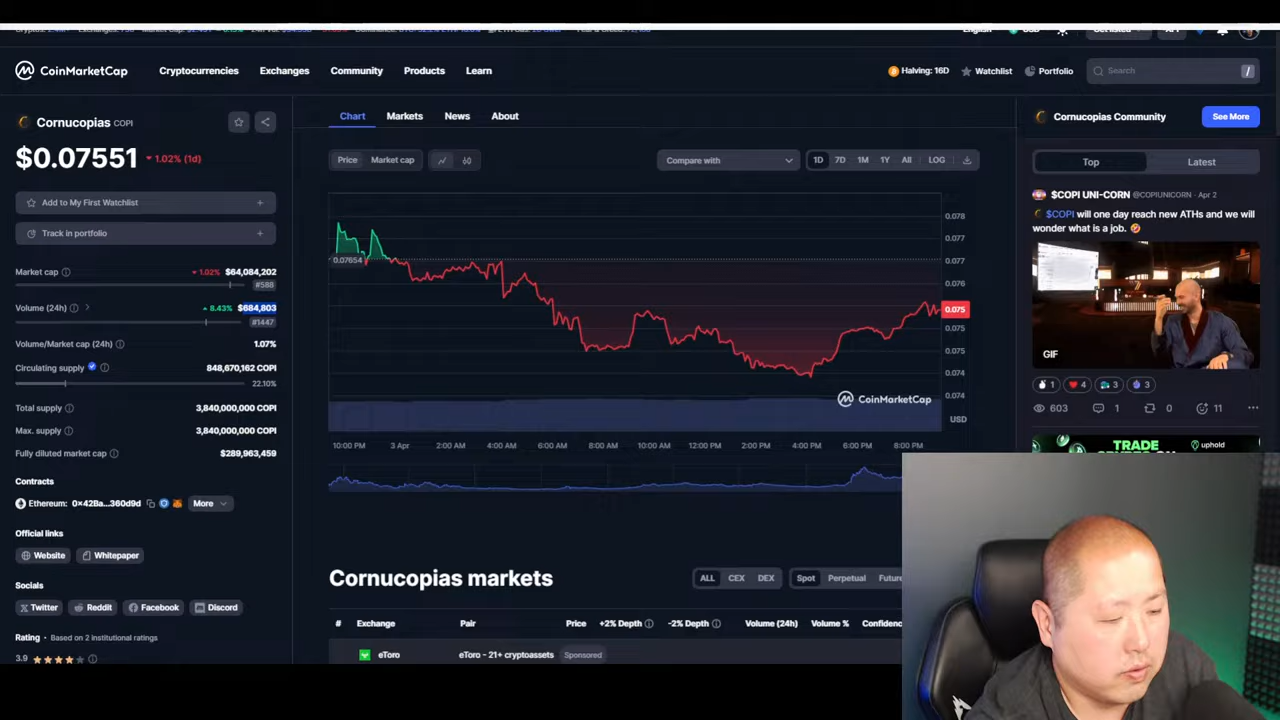 English
CoinMarketCap
Cryptocurrencies
Exchanges
Community
Products
Learn
Halving: 16D
Watchlist
Portfolio
Search
/
Cornucopias COPI
$0.07551
1.02% (1d)
Add to My First Watchlist
+
Track in portfolio
+
Market cap
1.02% $64,084,202
#588
Volume (24h)
8.43% $684,803
#1447
Volume/Market cap (24h)
1.07%
Circulating supply
848,670,162 COPI
22.10%
Total supply
3,840,000,000 COPI
Max. supply
3,840,000,000 COPI
Fully diluted market cap
$289,963,459
Contracts
Ethereum: 0x42Ba...360d9d
More
Official links
Website
Whitepaper
Socials
Twitter
Reddit
Facebook
Discord
Rating • Based on 2 institutional ratings
3.9
Chart
Markets
News
About
Price
Market cap
Compare with
1D
7D
1M
1Y
All
LOG
0.07654
0.078
0.077
0.077
0.076
0.075
0.075
0.075
0.074
0.074
CoinMarketCap
USD
10:00 PM
3 Apr
2:00 AM
4:00 AM
6:00 AM
8:00 AM
10:00 AM
12:00 PM
2:00 PM
4:00 PM
6:00 PM
8:00 PM
Cornucopias markets
ALL
CEX
DEX
Spot
Perpetual
# Exchange Pair Price +2% Depth -2% Depth Volume (24h) Volume %
eToro
eToro - 21+ cryptoassets
Sponsored
Cornucopias Community
See More
Top
Latest
$COPI UNI-CORN @COPIUNICORN · Apr 2
$COPI will one day reach new ATHs and we will
wonder what is a job.
GIF
1
4
3
3
603
1
0
11
TRADE
uphold